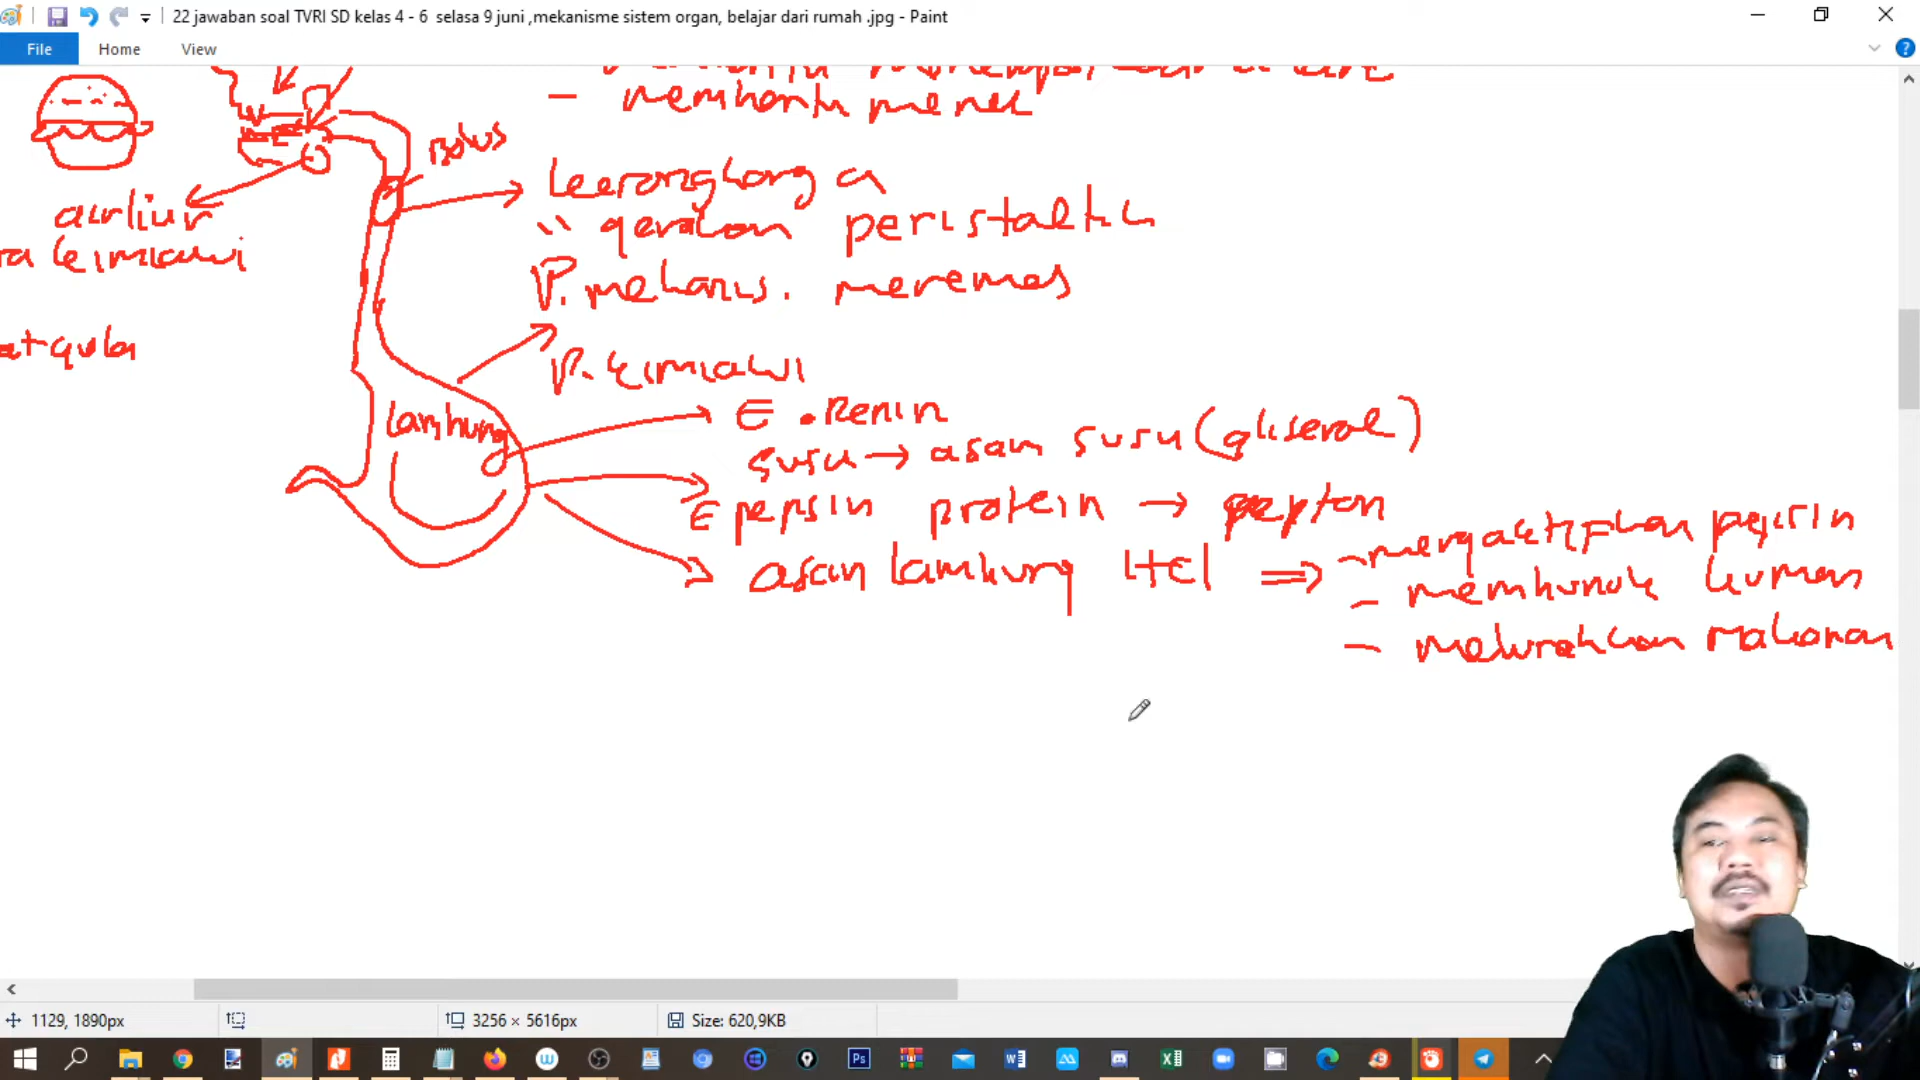 22 jawaban soal TVRI SD kelas 4 - 6 selasa 9 juni ,mekanisme sistem organ, belajar dari rumah .jpg - Paint
File Home View
- membantu menel
Bolus
kerongkongan
air liur
gerakan peristaltik
kimiawi
P. mekanis. meremas
at-gula
P. kimiawi
lambung
E. Renin
susu → asam susu (gliserol)
E pepsin protein → pepton
asam lambung HCl ⇒ - mengaktifkan pepsin
- membunuh kuman
- melunakkan makanan
1129, 1890px
3256 × 5616px
Size: 620,9KB